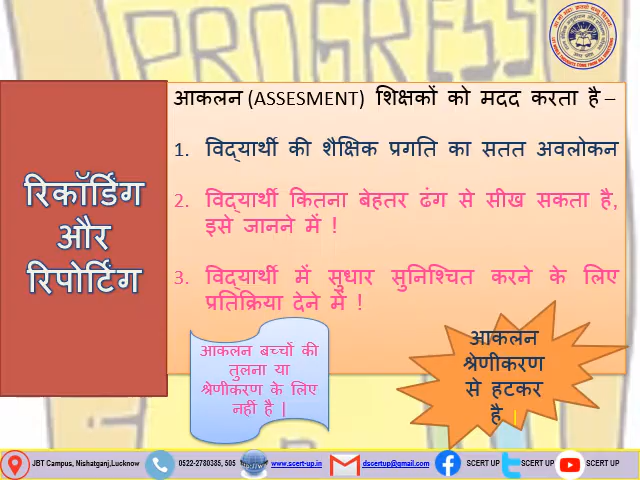 PROGRESS
आकलन (ASSESMENT) शिक्षकों को मदद करता है –
1. विद्यार्थी की शैक्षिक प्रगति का सतत अवलोकन
2. विद्यार्थी कितना बेहतर ढंग से सीख सकता है,
इसे जानने में !
3. विद्यार्थी में सुधार सुनिश्चित करने के लिए
प्रतिक्रिया देने में !
रिकॉर्डिंग
और
रिपोर्टिंग
आकलन बच्चों की
तुलना या
श्रेणीकरण के लिए
नहीं है |
आकलन
श्रेणीकरण
से हटकर
है |
JBT Campus, Nishatganj,Lucknow 0522-2780385, 505 www.scert-up.in dscertup@gmail.com SCERT UP SCERT UP SCERT UP